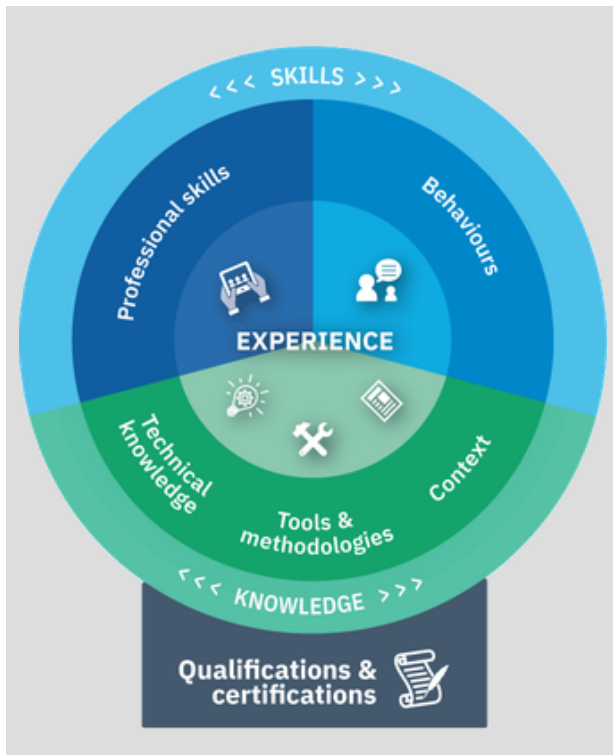 <<< SKILLS >>>
Professional skills
Behaviours
EXPERIENCE
Technical
knowledge
Tools &
methodologies
Context
<<< KNOWLEDGE >>>
Qualifications &
certifications